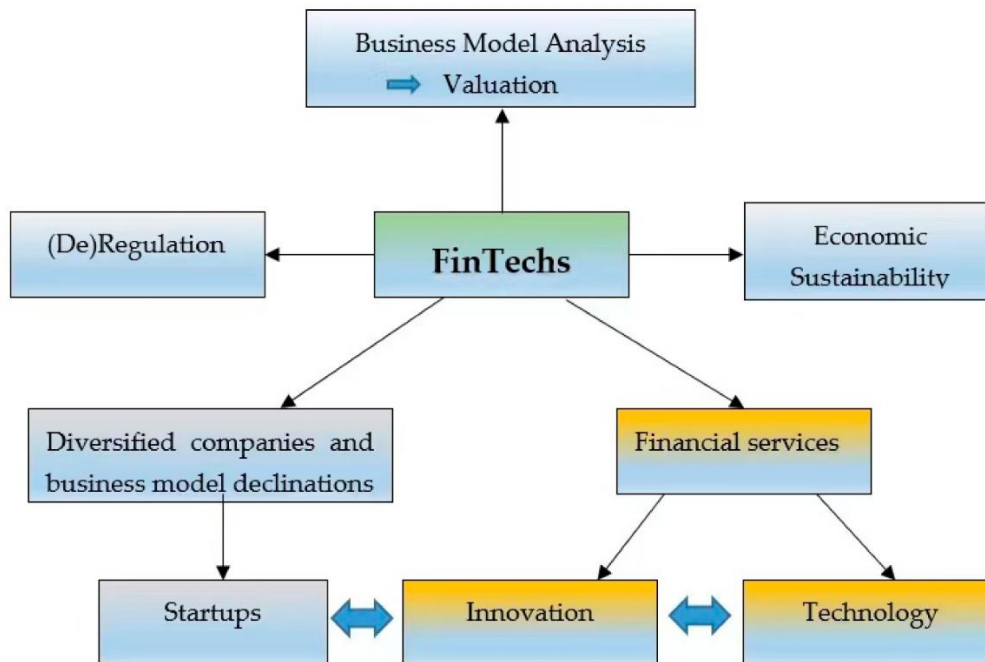 Business Model Analysis
Valuation
(De)Regulation
FinTechs
Economic
Sustainability
Diversified companies and
business model declinations
Financial services
Startups
Innovation
Technology